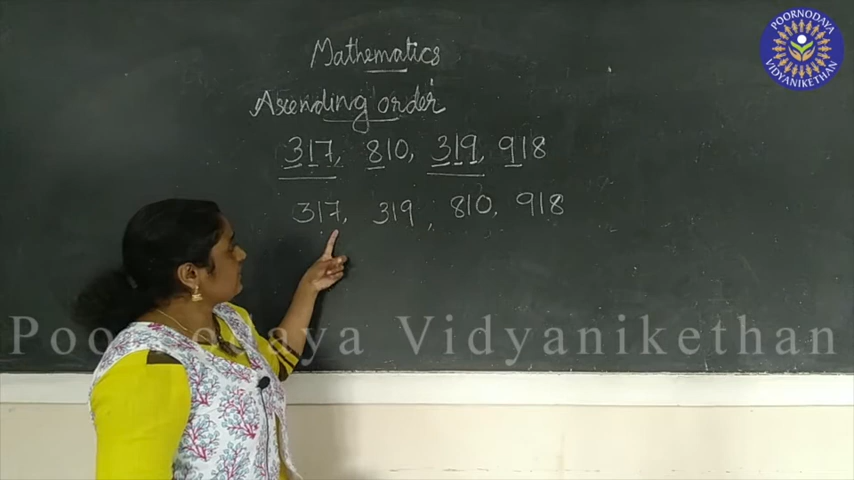 POORNODAYA
VIDYANIKETHAN
Mathematics
Ascending order
317, 810, 319, 918
317, 319, 810, 918
Poornodaya Vidyanikethan